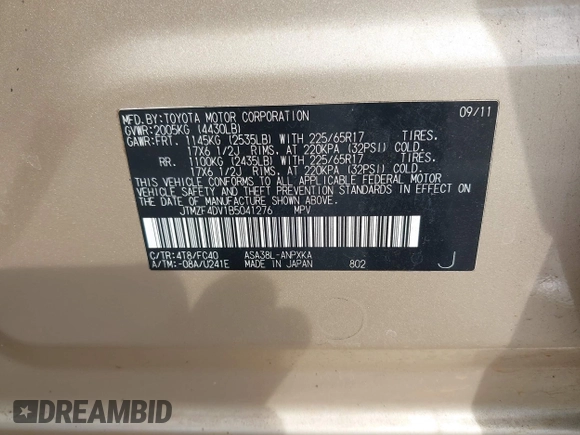 MFD.BY:TOYOTA MOTOR CORPORATION 09/11
GVWR:2005KG (4430LB)
GAWR:FRT. 1145KG (2535LB) WITH 225/65R17 TIRES.
17X6 1/2J RIMS. AT 220KPA (32PSI) COLD.
RR. 1100KG (2435LB) WITH 225/65R17 TIRES.
17X6 1/2J RIMS. AT 220KPA (32PSI) COLD.
THIS VEHICLE CONFORMS TO ALL APPLICABLE FEDERAL MOTOR
VEHICLE SAFETY AND THEFT PREVENTION STANDARDS IN EFFECT ON
THE DATE OF MANUFACTURE SHOWN ABOVE.
JTMZF4DV1B5041276 MPV
C/TR:4T8/FC40 ASA38L-ANPXKA
A/TM:-08A/U241E MADE IN JAPAN 802 J
DREAMBID